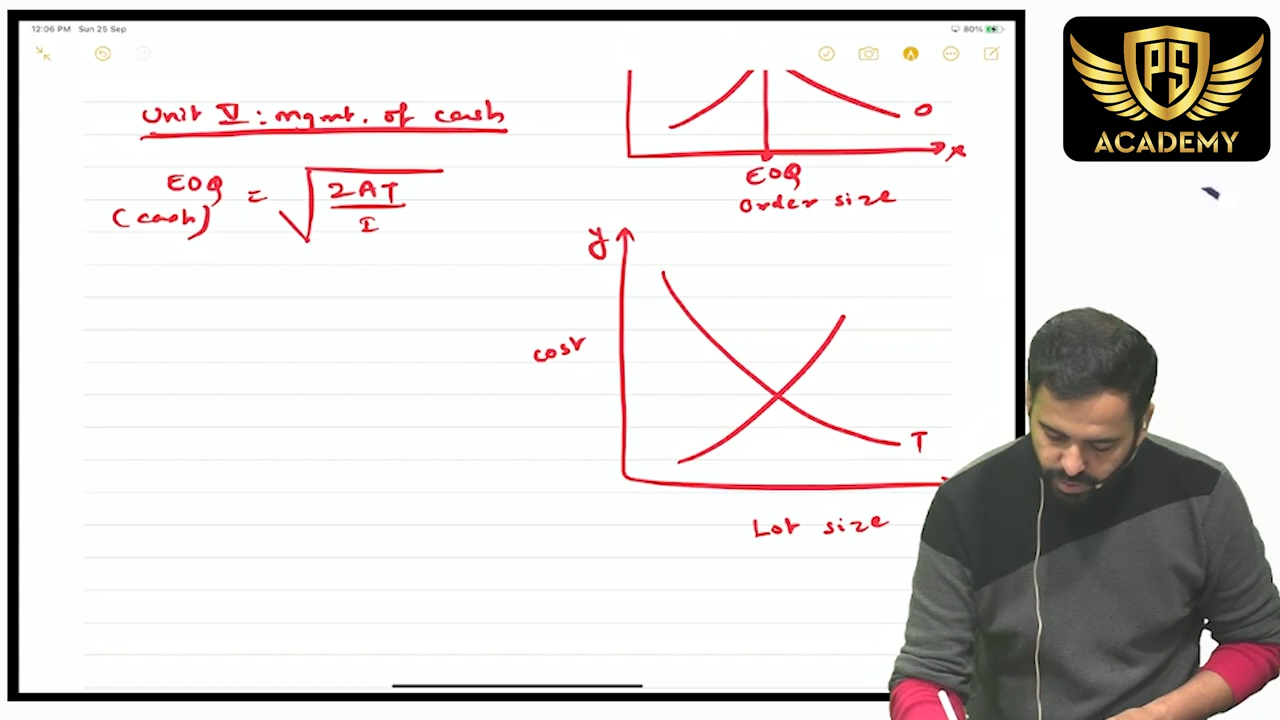 12:06 PM Sun 25 Sep
80%
PS
ACADEMY
Unit V : mgmt. of cash
EOQ (cash) = √2AT/I
O
x
EOQ
order size
y
cost
T
Lot size